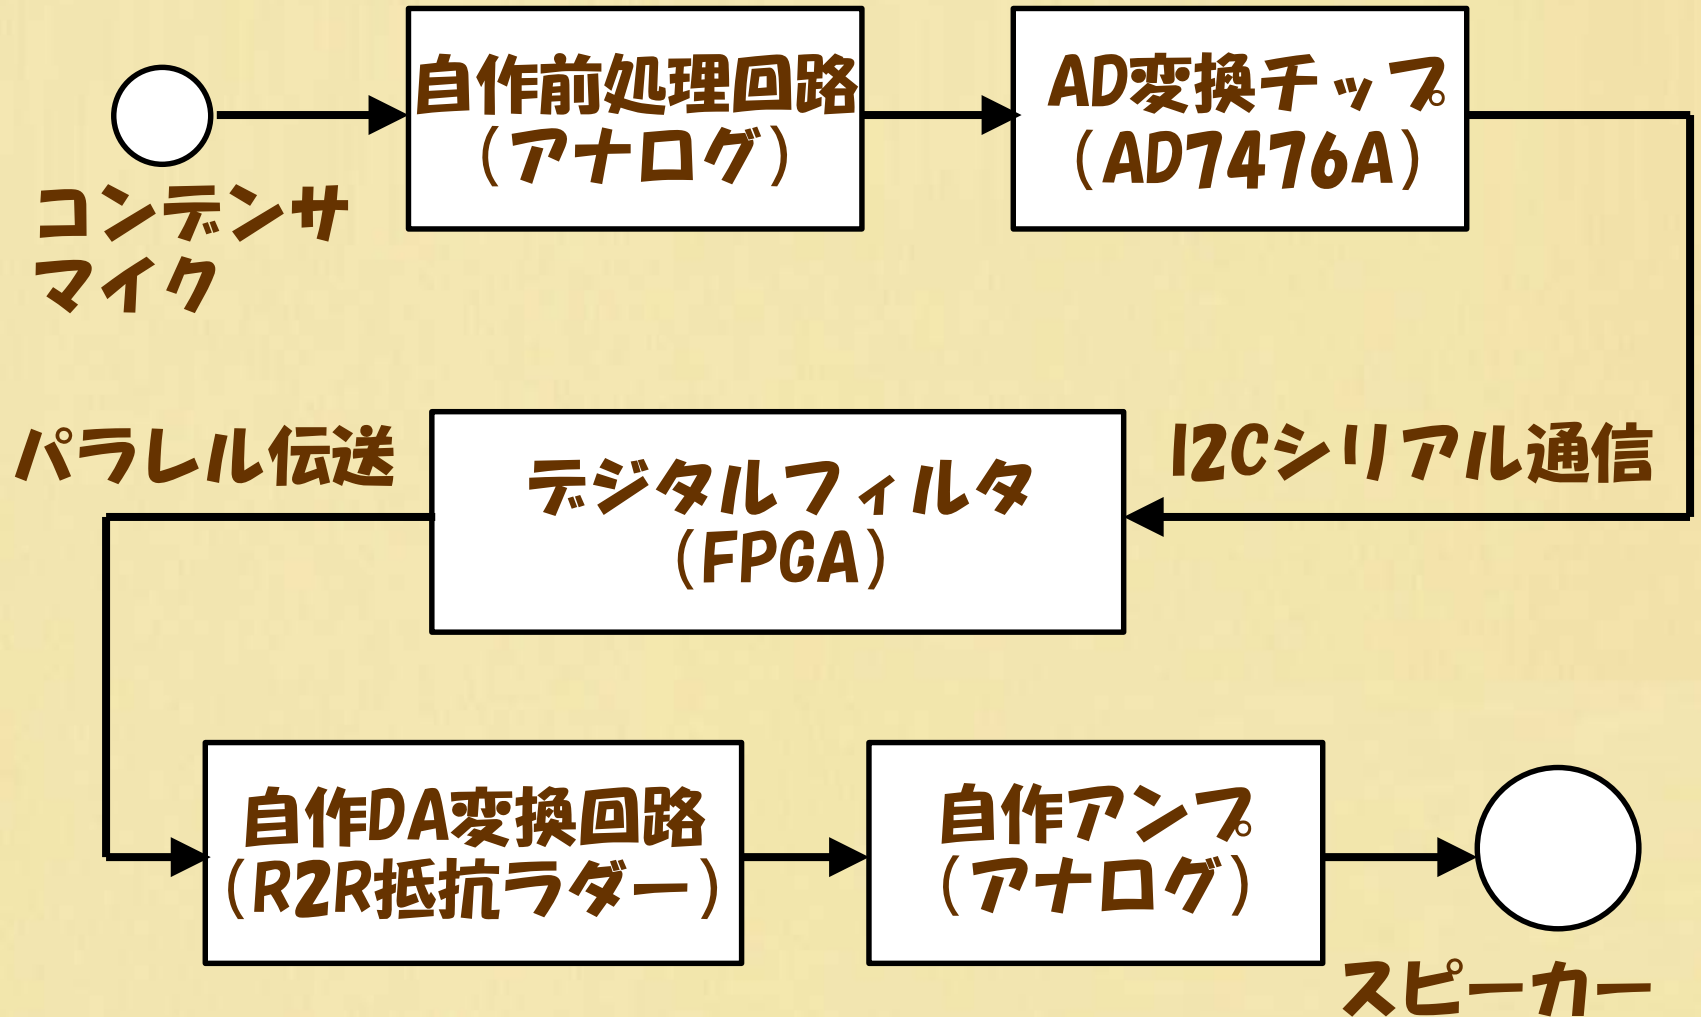 自作前処理回路
（アナログ）
AD変換チップ
（AD7476A）
コンデンサ
マイク
パラレル伝送
デジタルフィルタ
（FPGA）
I2Cシリアル通信
自作DA変換回路
（R2R抵抗ラダー）
自作アンプ
（アナログ）
スピーカー